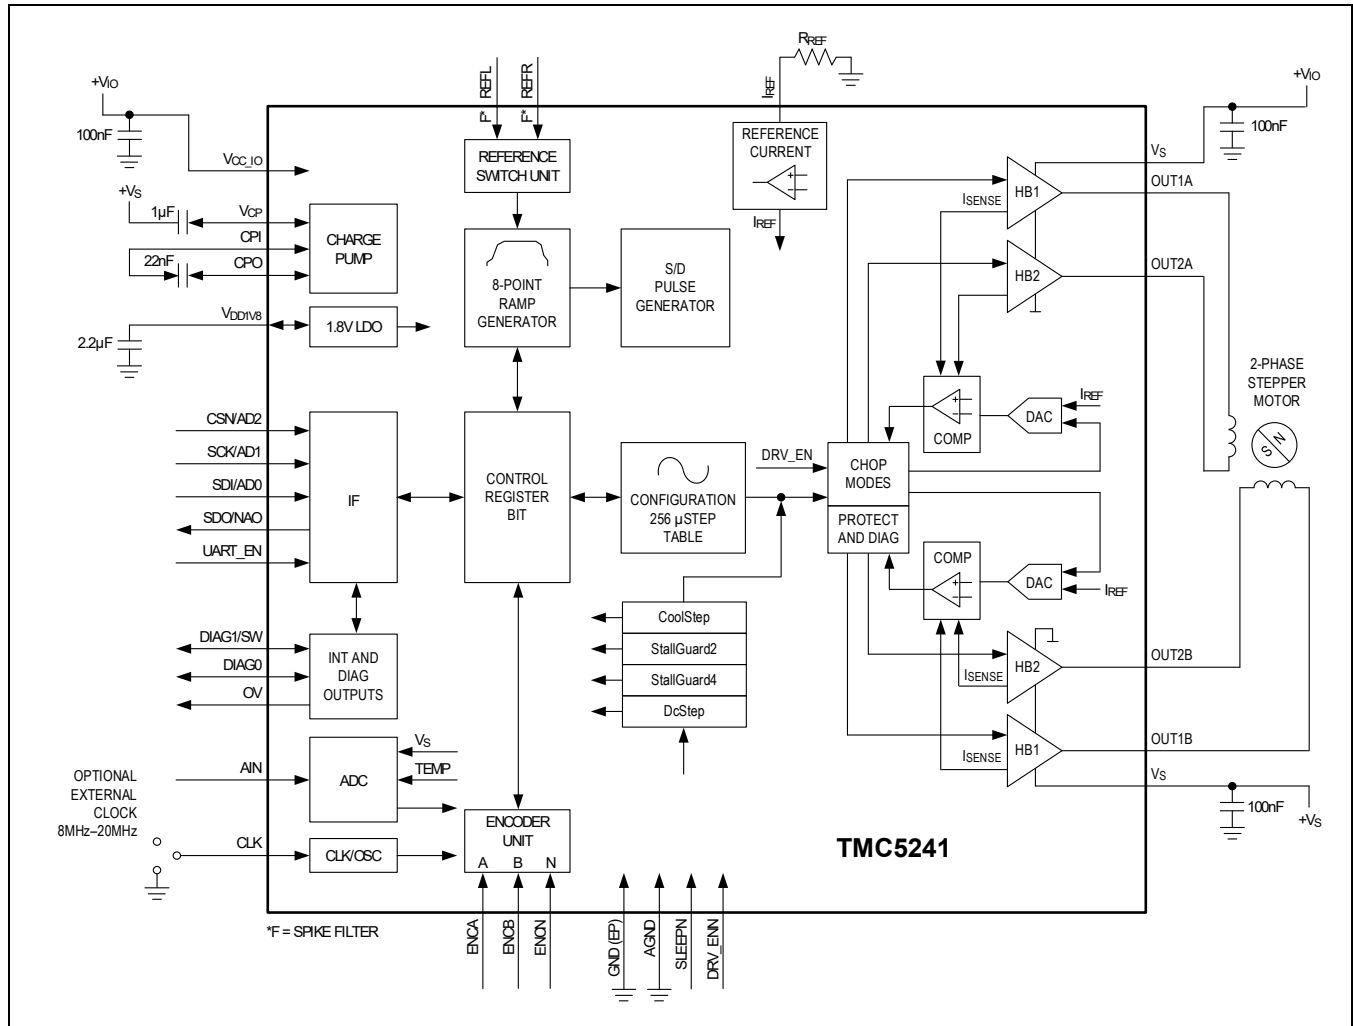 +VIO
100nF
VCC_IO
+VS
1µF
VCP
CPI
22nF
CPO
CHARGE
PUMP
VDD1V8
1.8V LDO
2.2µF
F* REFL
F* REFR
REFERENCE
SWITCH UNIT
8-POINT
RAMP
GENERATOR
S/D
PULSE
GENERATOR
RREF
IREF
REFERENCE
CURRENT
+
−
IREF
+VIO
100nF
VS
HB1
OUT1A
ISENSE
HB2
OUT2A
+
−
COMP
DAC
IREF
2-PHASE
STEPPER
MOTOR
S N
CSN/AD2
SCK/AD1
SDI/AD0
SDO/NAO
UART_EN
IF
CONTROL
REGISTER
BIT
CONFIGURATION
256 µSTEP
TABLE
DRV_EN
CHOP
MODES
PROTECT
AND DIAG
COMP
+
−
DAC
IREF
CoolStep
StallGuard2
StallGuard4
DcStep
DIAG1/SW
DIAG0
OV
INT AND
DIAG
OUTPUTS
HB2
OUT2B
ISENSE
HB1
OUT1B
ISENSE
VS
100nF
+VS
AIN
ADC
VS
TEMP
OPTIONAL
EXTERNAL
CLOCK
8MHz–20MHz
CLK
CLK/OSC
ENCODER
UNIT
A B N
TMC5241
*F = SPIKE FILTER
ENCA
ENCB
ENCN
GND (EP)
AGND
SLEEPN
DRV_ENN